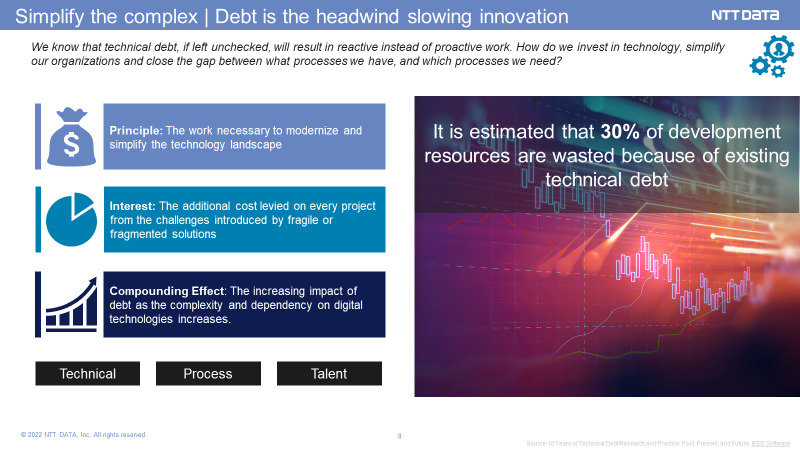 Simplify the complex | Debt is the headwind slowing innovation
NTT DATA
We know that technical debt, if left unchecked, will result in reactive instead of proactive work. How do we invest in technology, simplify
our organizations and close the gap between what processes we have, and which processes we need?
$
Principle: The work necessary to modernize and
simplify the technology landscape
Interest: The additional cost levied on every project
from the challenges introduced by fragile or
fragmented solutions
Compounding Effect: The increasing impact of
debt as the complexity and dependency on digital
technologies increases.
Technical
Process
Talent
It is estimated that 30% of development
resources are wasted because of existing
technical debt
© 2022 NTT DATA, Inc. All rights reserved.
8
Source: 10 Years of Technical Debt Research and Practice: Past, Present, and Future; IEEE Software